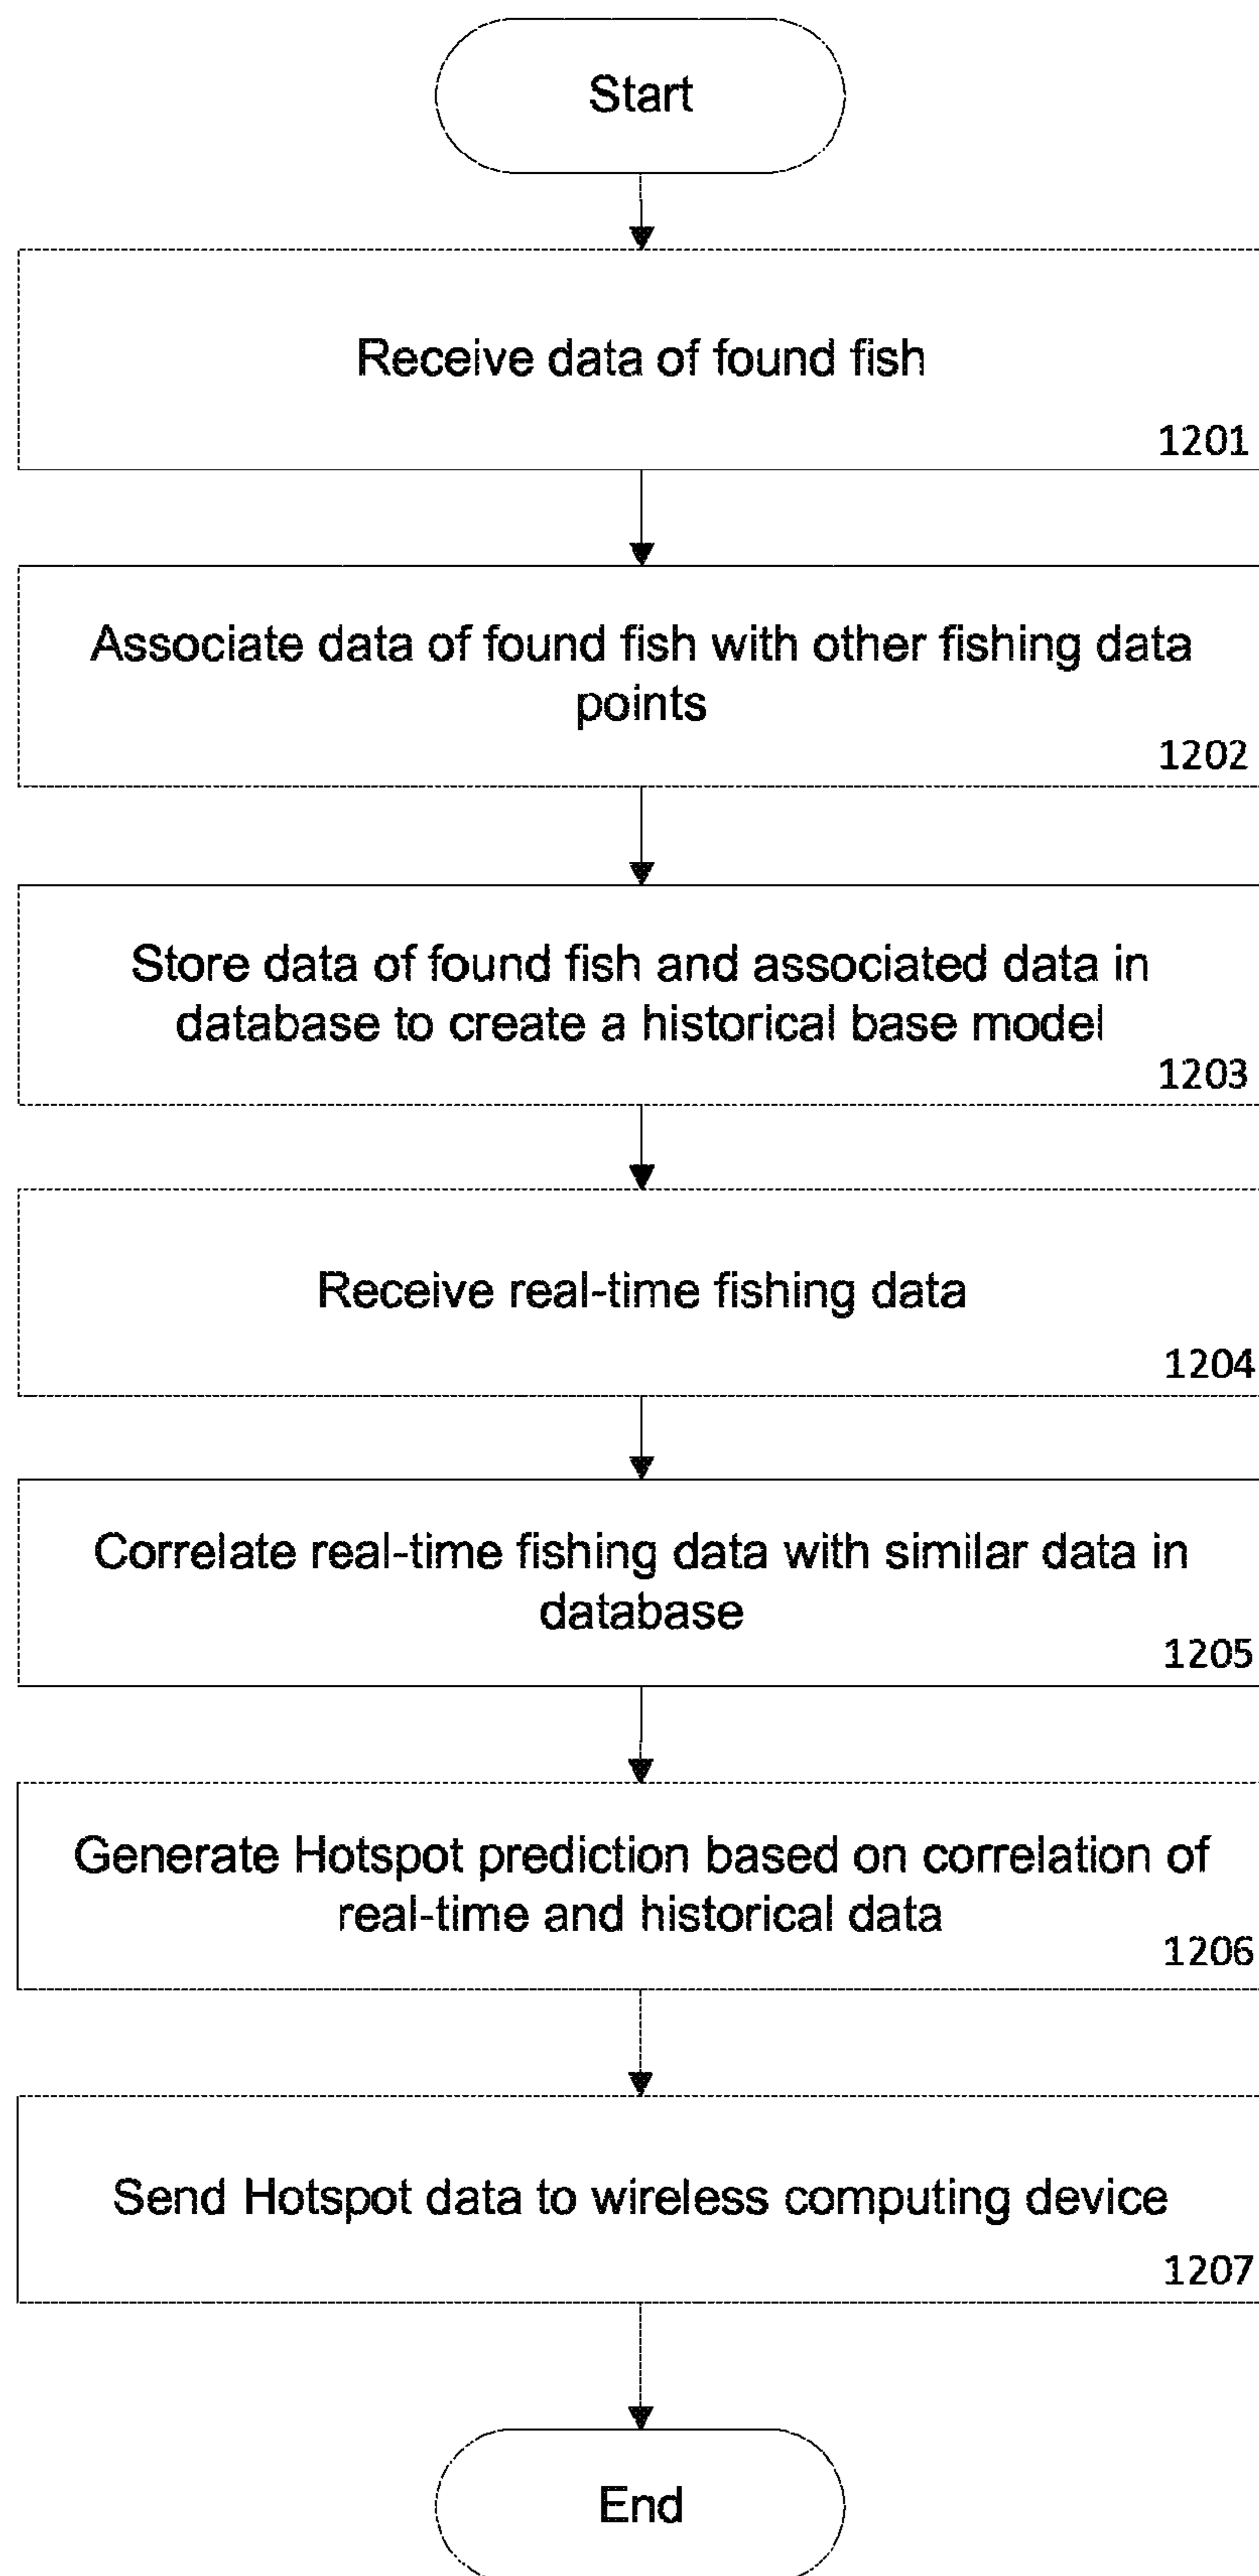 Start
Receive data of found fish
1201
Associate data of found fish with other fishing data
points
1202
Store data of found fish and associated data in
database to create a historical base model
1203
Receive real-time fishing data
1204
Correlate real-time fishing data with similar data in
database
1205
Generate Hotspot prediction based on correlation of
real-time and historical data
1206
Send Hotspot data to wireless computing device
1207
End